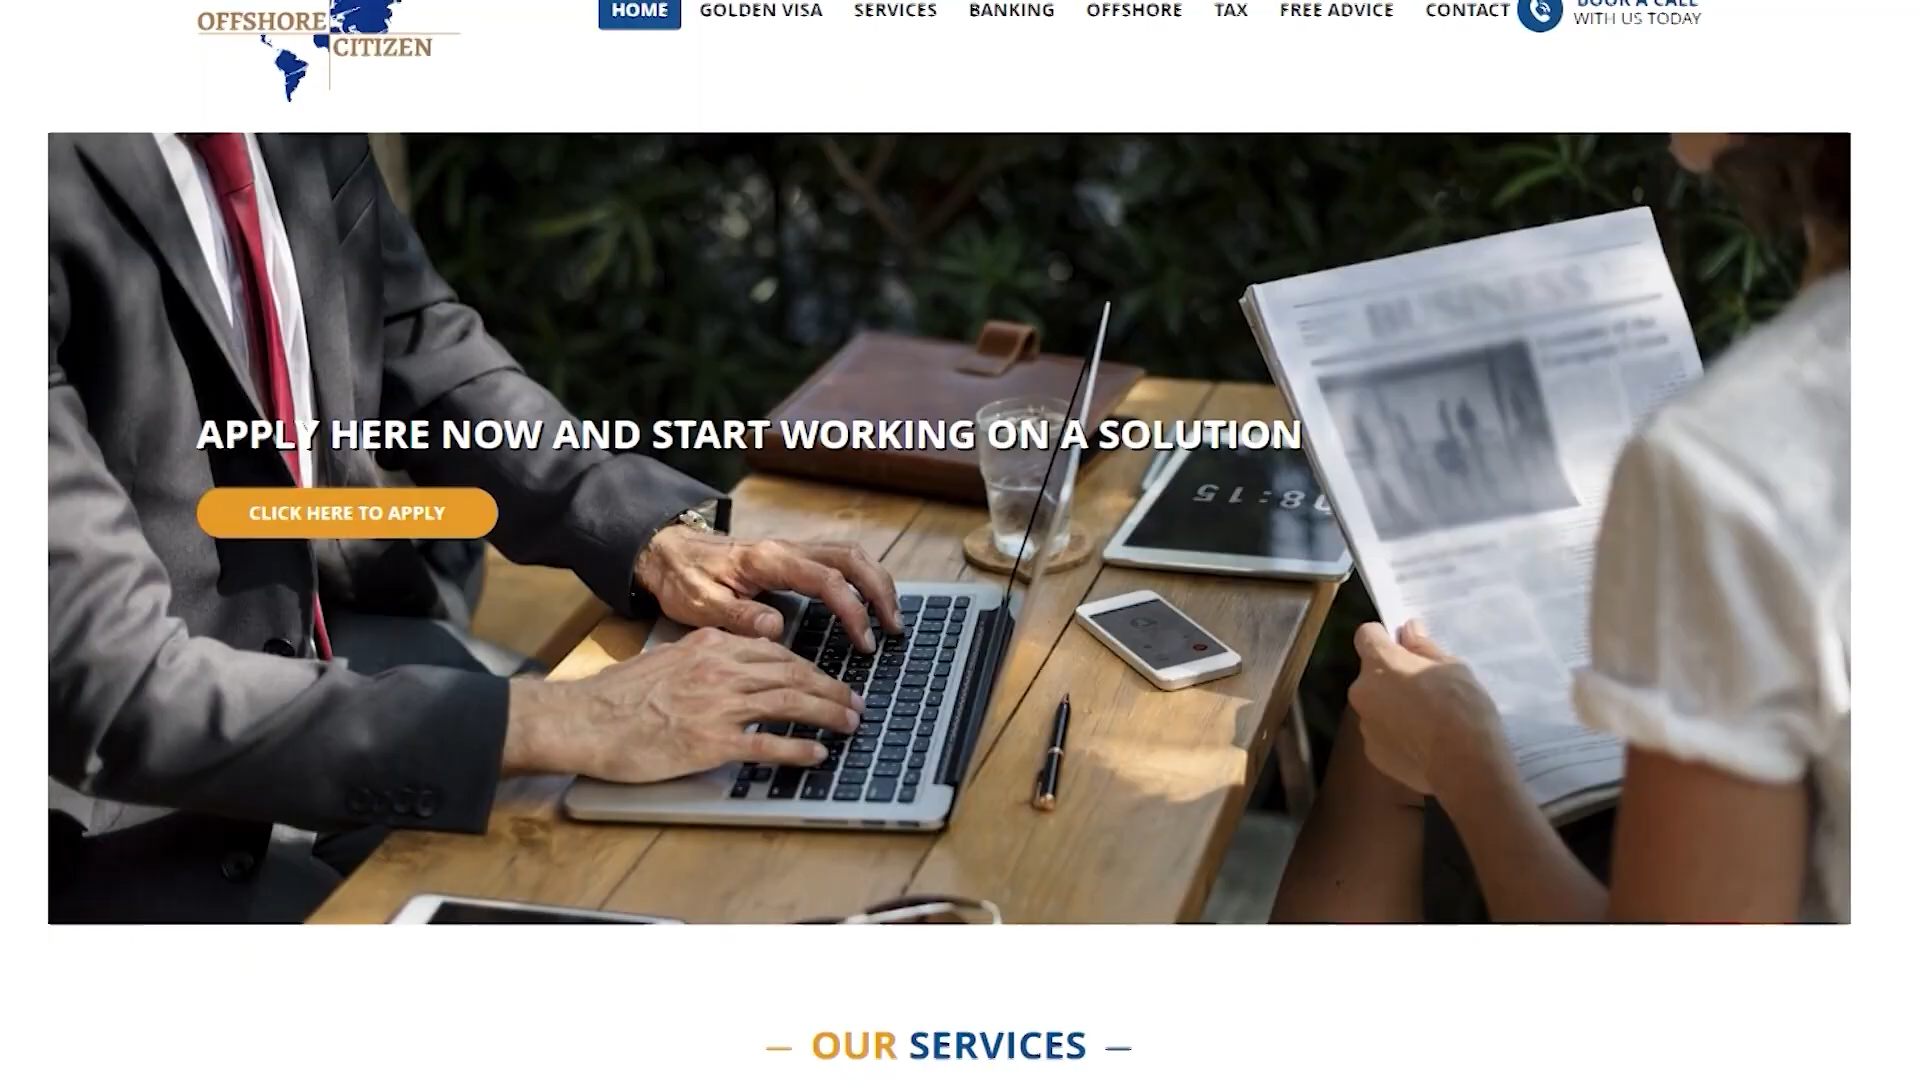 OFFSHORE
CITIZEN
HOME
GOLDEN VISA
SERVICES
BANKING
OFFSHORE
TAX
FREE ADVICE
CONTACT
BOOK A CALL
WITH US TODAY
BUSINESS
APPLY HERE NOW AND START WORKING ON A SOLUTION
08:15
CLICK HERE TO APPLY
OUR SERVICES